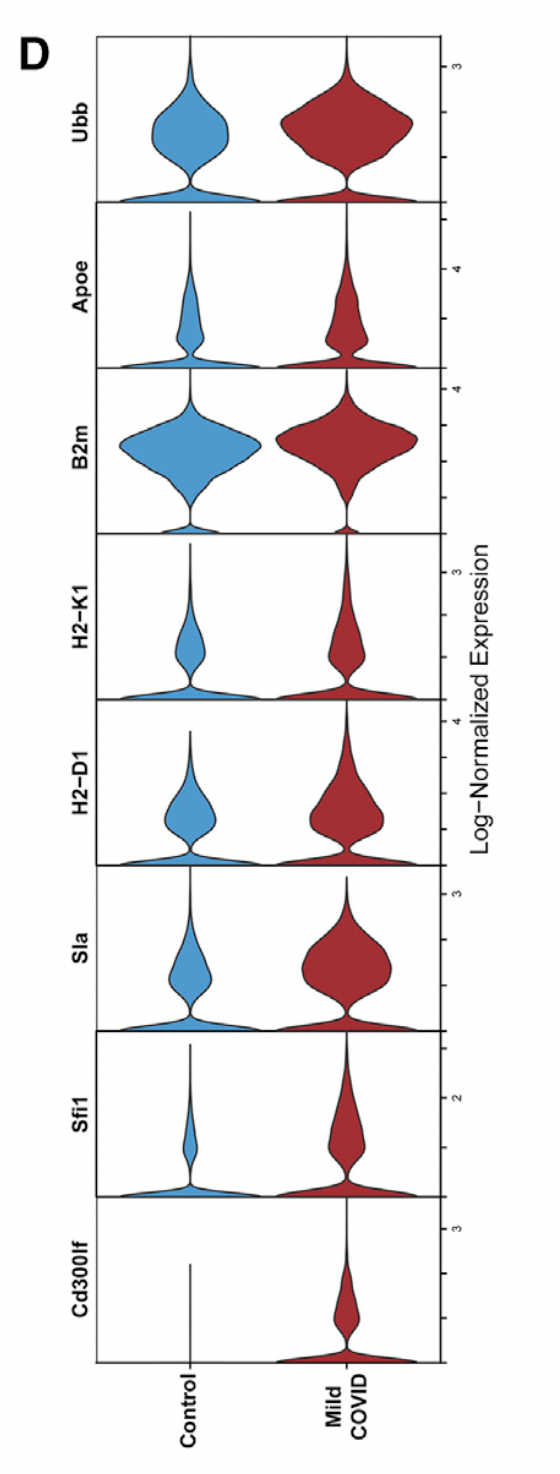 D
Ubb
3
Apoe
4
B2m
4
H2−K1
3
H2−D1
4
Sla
3
Sfi1
2
Cd300lf
3
Log−Normalized Expression
Control
Mild
COVID